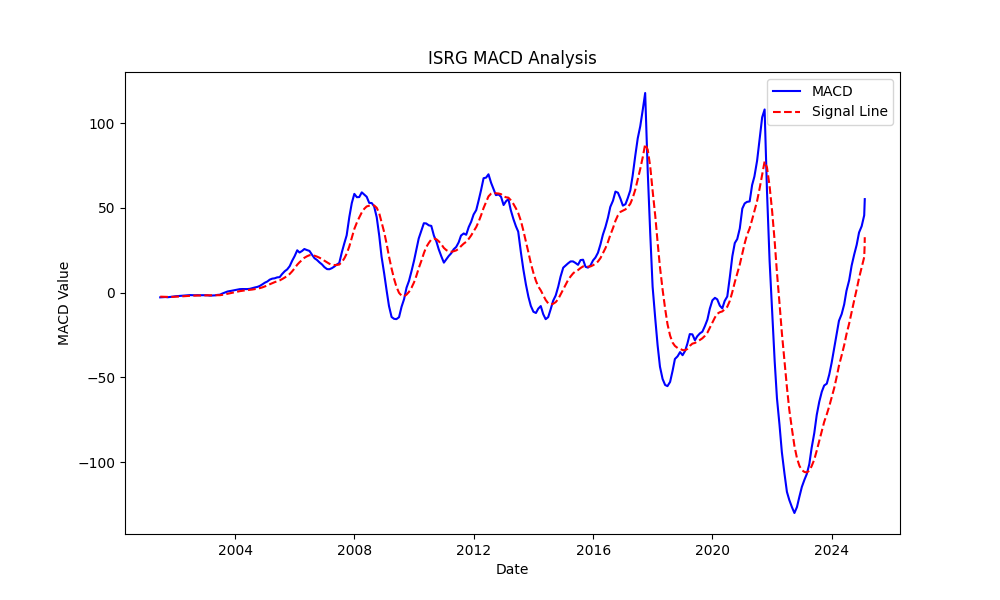 ISRG MACD Analysis
MACD
Signal Line
MACD Value
100
50
0
−50
−100
2004
2008
2012
2016
2020
2024
Date